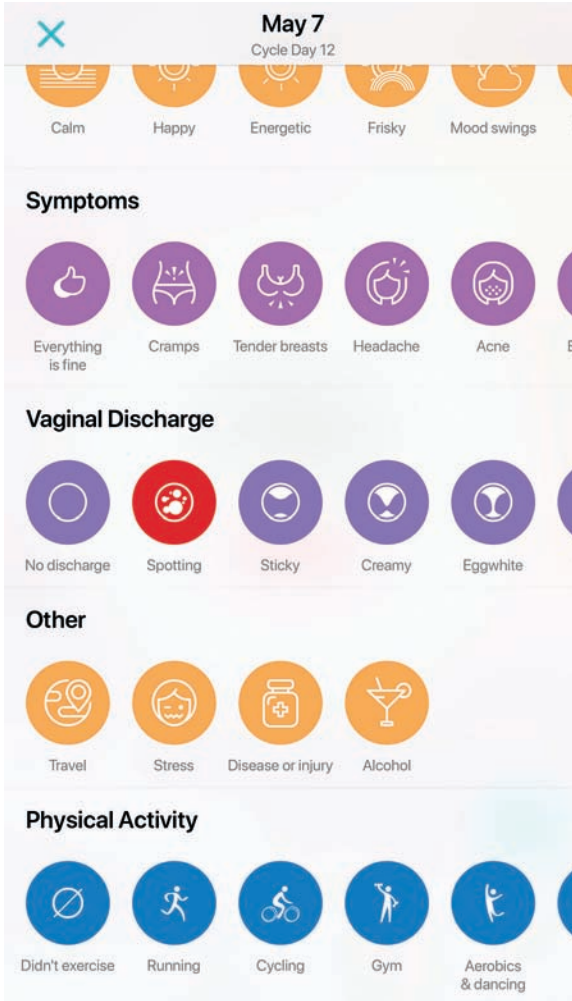 May 7
Cycle Day 12
Calm Happy Energetic Frisky Mood swings
Symptoms
Everything is fine Cramps Tender breasts Headache Acne
Vaginal Discharge
No discharge Spotting Sticky Creamy Eggwhite
Other
Travel Stress Disease or injury Alcohol
Physical Activity
Didn't exercise Running Cycling Gym Aerobics & dancing